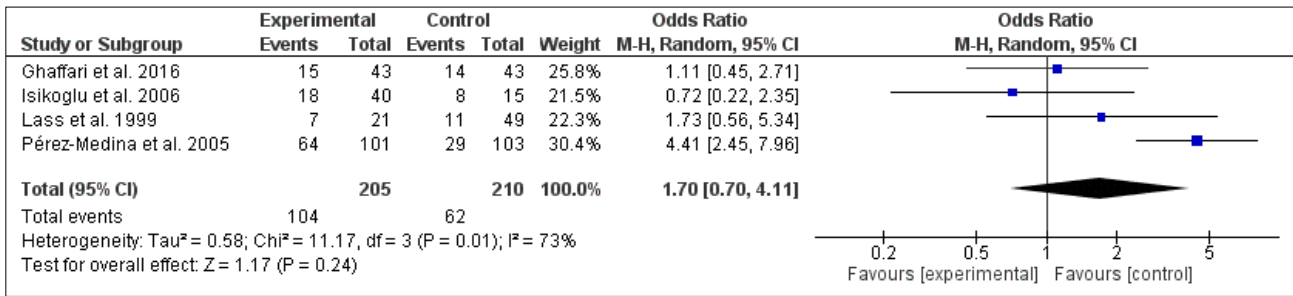 Experimental Control Odds Ratio Odds Ratio
Study or Subgroup Events Total Events Total Weight M-H, Random, 95% CI M-H, Random, 95% CI
Ghaffari et al. 2016 15 43 14 43 25.8% 1.11 [0.45, 2.71]
Isikoglu et al. 2006 18 40 8 15 21.5% 0.72 [0.22, 2.35]
Lass et al. 1999 7 21 11 49 22.3% 1.73 [0.56, 5.34]
Pérez-Medina et al. 2005 64 101 29 103 30.4% 4.41 [2.45, 7.96]
Total (95% CI) 205 210 100.0% 1.70 [0.70, 4.11]
Total events 104 62
Heterogeneity: Tau² = 0.58; Chi² = 11.17, df = 3 (P = 0.01); I² = 73%
Test for overall effect: Z = 1.17 (P = 0.24)
0.2 0.5 1 2 5
Favours [experimental] Favours [control]